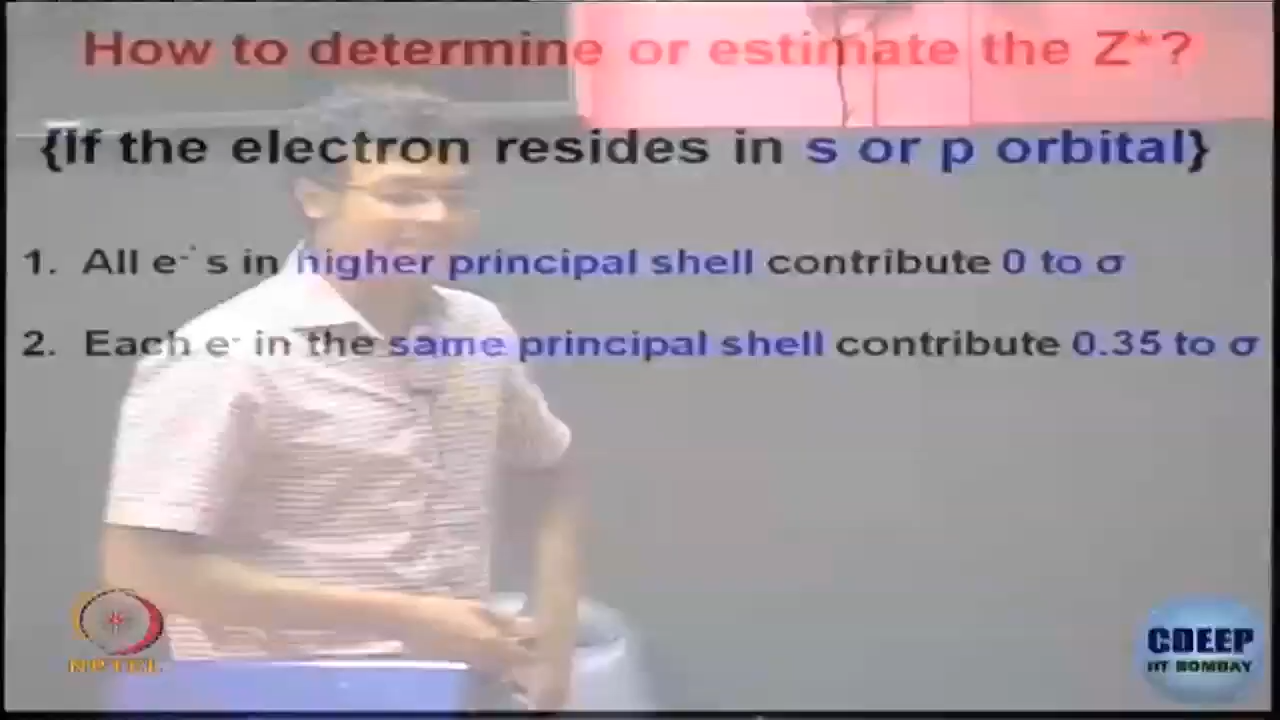 How to determine or estimate the Z*?
{If the electron resides in s or p orbital}
1. All e-'s in higher principal shell contribute 0 to σ
2. Each e- in the same principal shell contribute 0.35 to σ
NPTEL
CDEEP
IIT BOMBAY